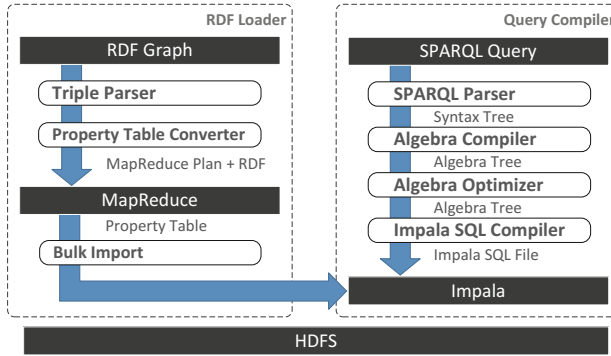 RDF Loader
RDF Graph
Triple Parser
Property Table Converter
MapReduce Plan + RDF
MapReduce
Property Table
Bulk Import
Query Compiler
SPARQL Query
SPARQL Parser
Syntax Tree
Algebra Compiler
Algebra Tree
Algebra Optimizer
Algebra Tree
Impala SQL Compiler
Impala SQL File
Impala
HDFS